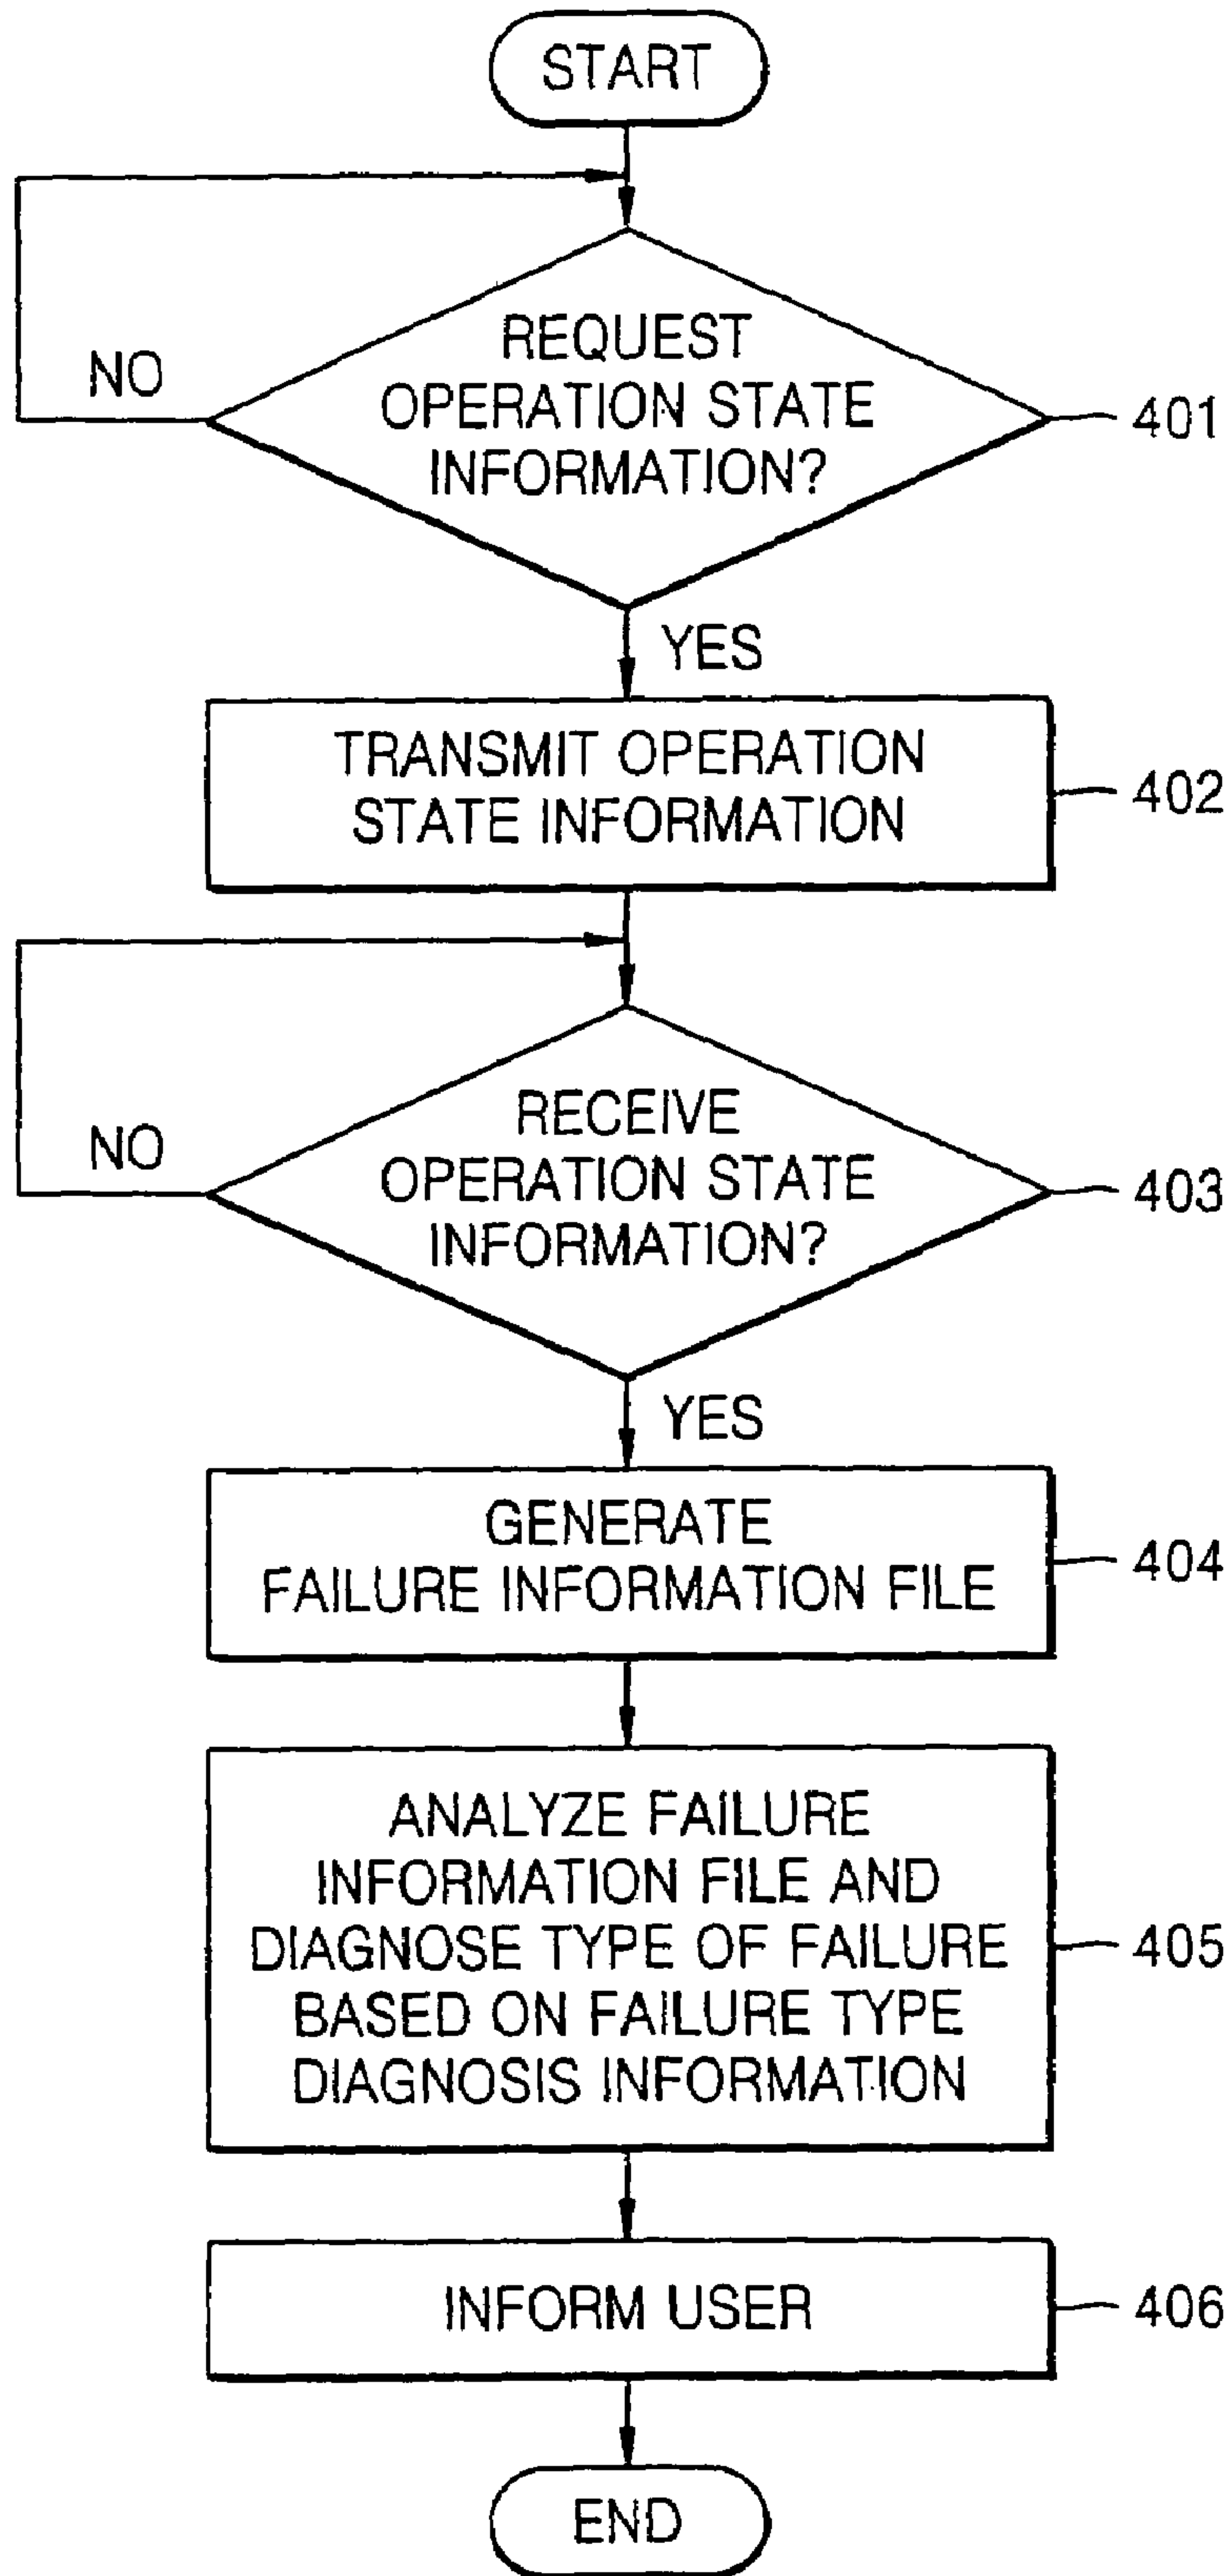 START
REQUEST
OPERATION STATE
INFORMATION?
NO
401
YES
TRANSMIT OPERATION
STATE INFORMATION
402
RECEIVE
OPERATION STATE
INFORMATION?
NO
403
YES
GENERATE
FAILURE INFORMATION FILE
404
ANALYZE FAILURE
INFORMATION FILE AND
DIAGNOSE TYPE OF FAILURE
BASED ON FAILURE TYPE
DIAGNOSIS INFORMATION
405
INFORM USER
406
END